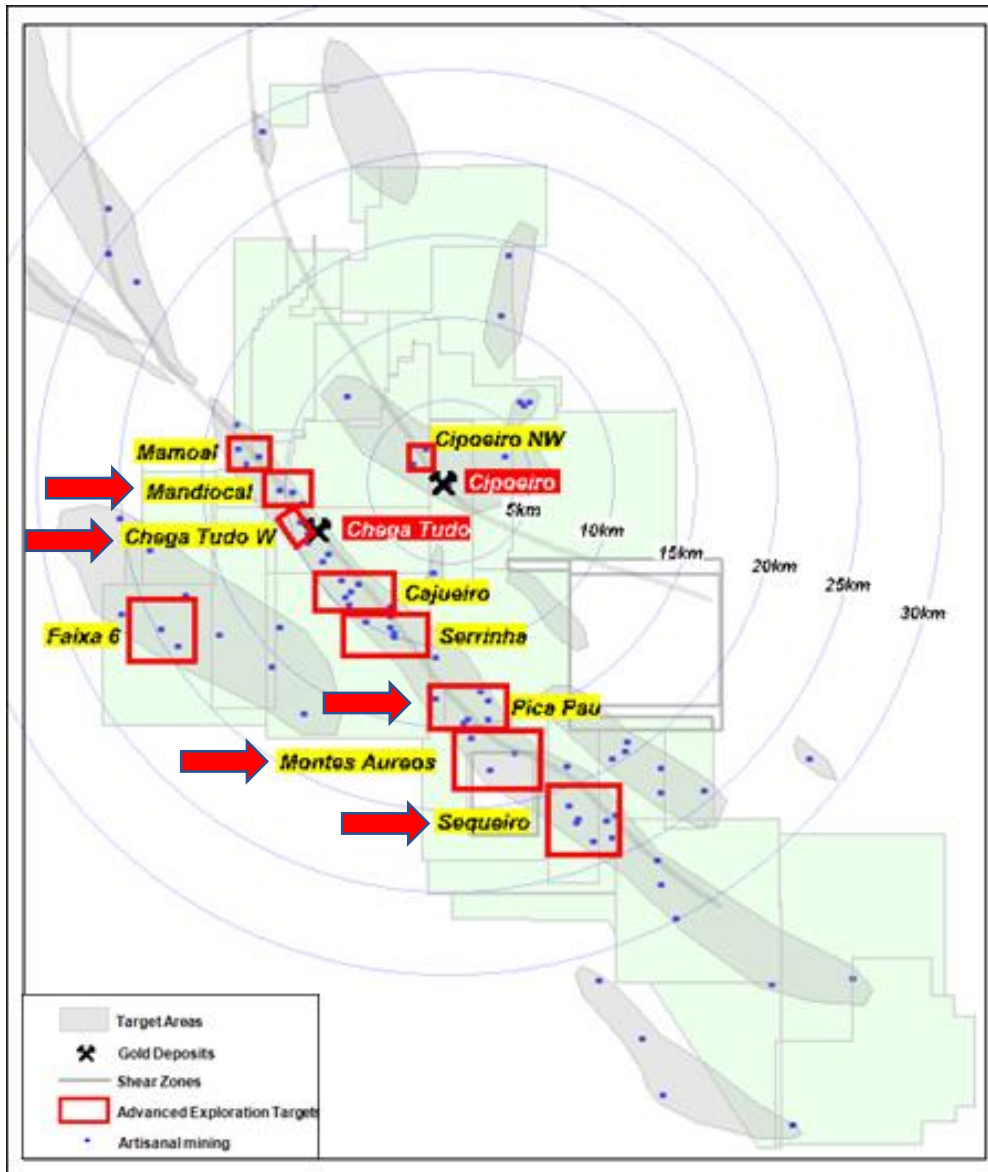 Mamoal
Cipoeiro NW
Mandiocal
Cipoeiro
Chega Tudo W
Chega Tudo
5km
10km
15km
20km
25km
30km
Cajueiro
Faixa 6
Serrinha
Pica Pau
Montes Aureos
Sequeiro
Target Areas
Gold Deposits
Shear Zones
Advanced Exploration Targets
Artisanal mining